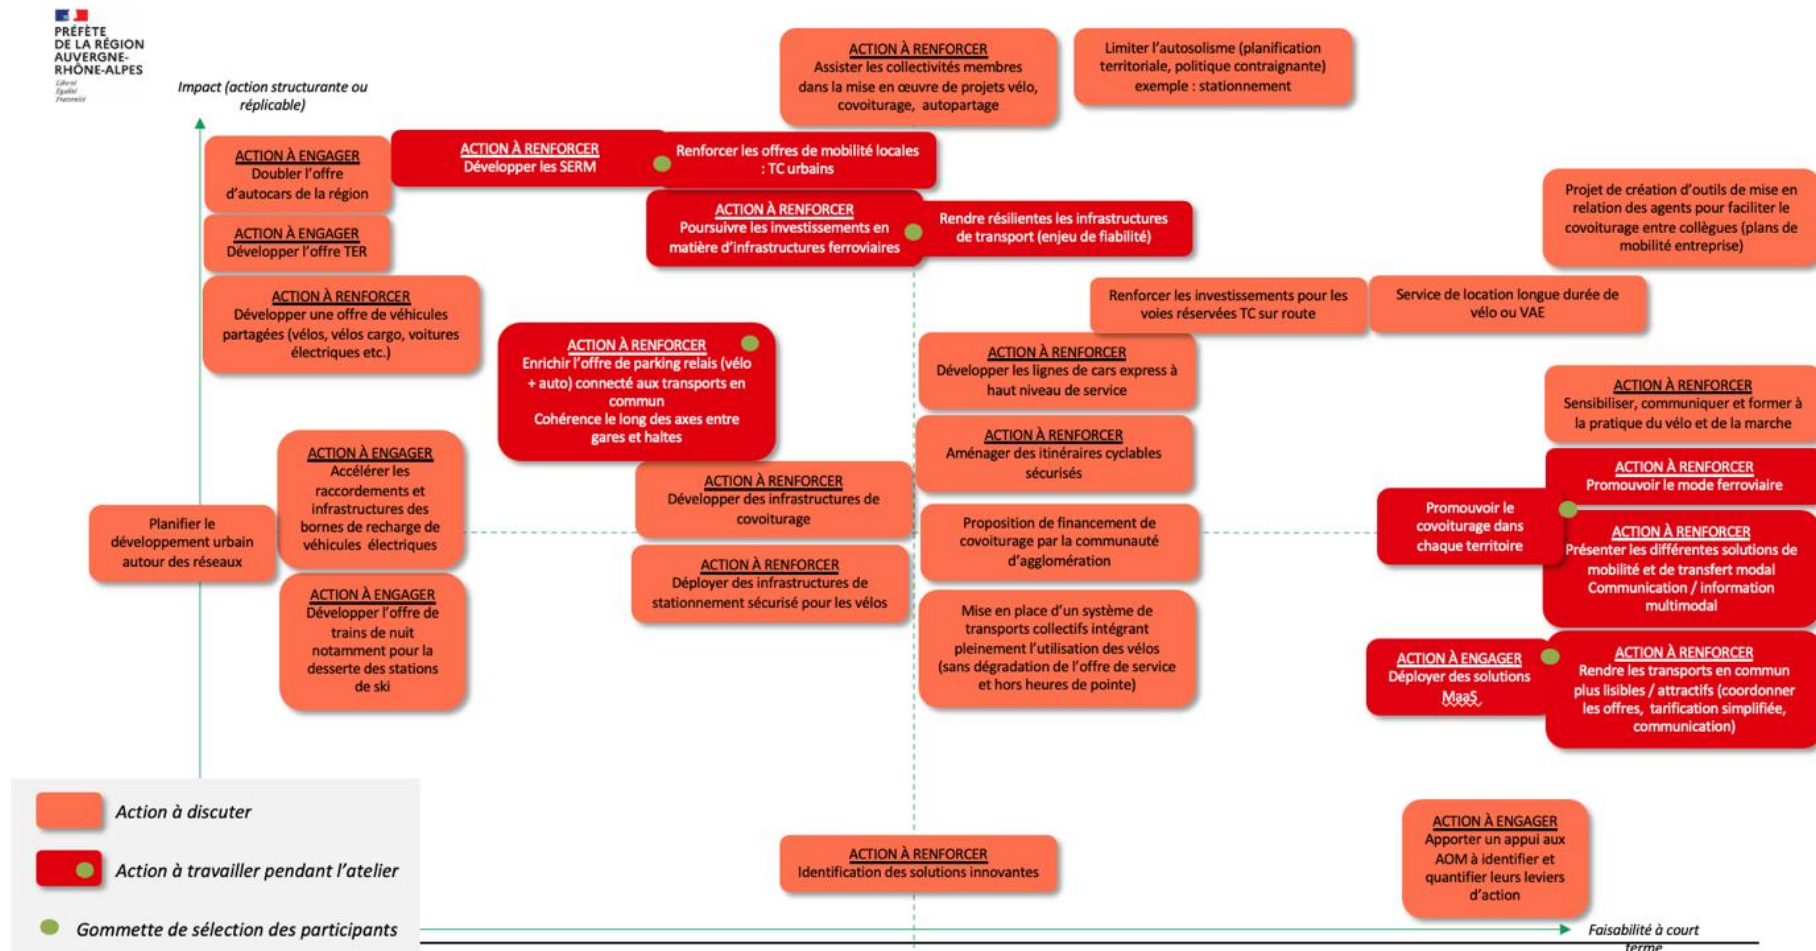 PRÉFÈTE
DE LA RÉGION
AUVERGNE-
RHÔNE-ALPES
Liberté
Égalité
Fraternité
Impact (action structurante ou
réplicable)
ACTION À RENFORCER
Assister les collectivités membres
dans la mise en œuvre de projets vélo,
covoiturage, autopartage
Limiter l’autosolisme (planification
territoriale, politique contraignante)
exemple : stationnement
ACTION À ENGAGER
Doubler l’offre
d’autocars de la région
ACTION À RENFORCER
Développer les SERM
Renforcer les offres de mobilité locales
: TC urbains
Projet de création d’outils de mise en
relation des agents pour faciliter le
covoiturage entre collègues (plans de
mobilité entreprise)
ACTION À ENGAGER
Développer l’offre TER
ACTION À RENFORCER
Poursuivre les investissements en
matière d’infrastructures ferroviaires
Rendre résilientes les infrastructures
de transport (enjeu de fiabilité)
ACTION À RENFORCER
Développer une offre de véhicules
partagées (vélos, vélos cargo, voitures
électriques etc.)
Renforcer les investissements pour les
voies réservées TC sur route
Service de location longue durée de
vélo ou VAE
ACTION À RENFORCER
Enrichir l’offre de parking relais (vélo
+ auto) connecté aux transports en
commun
Cohérence le long des axes entre
gares et haltes
ACTION À RENFORCER
Développer les lignes de cars express à
haut niveau de service
ACTION À RENFORCER
Sensibiliser, communiquer et former à
la pratique du vélo et de la marche
ACTION À ENGAGER
Accélérer les
raccordements et
infrastructures des
bornes de recharge de
véhicules électriques
ACTION À RENFORCER
Aménager des itinéraires cyclables
sécurisés
ACTION À RENFORCER
Promouvoir le mode ferroviaire
ACTION À RENFORCER
Développer des infrastructures de
covoiturage
Planifier le
développement urbain
autour des réseaux
Proposition de financement de
covoiturage par la communauté
d’agglomération
Promouvoir le
covoiturage dans
chaque territoire
ACTION À RENFORCER
Présenter les différentes solutions de
mobilité et de transfert modal
Communication / information
multimodal
ACTION À RENFORCER
Déployer des infrastructures de
stationnement sécurisé pour les vélos
ACTION À ENGAGER
Développer l’offre de
trains de nuit
notamment pour la
desserte des stations
de ski
Mise en place d’un système de
transports collectifs intégrant
pleinement l’utilisation des vélos
(sans dégradation de l’offre de service
et hors heures de pointe)
ACTION À ENGAGER
Déployer des solutions
MaaS
ACTION À RENFORCER
Rendre les transports en commun
plus lisibles / attractifs (coordonner
les offres, tarification simplifiée,
communication)
Action à discuter
Action à travailler pendant l’atelier
Gommette de sélection des participants
ACTION À RENFORCER
Identification des solutions innovantes
ACTION À ENGAGER
Apporter un appui aux
AOM à identifier et
quantifier leurs leviers
d’action
Faisabilité à court
terme